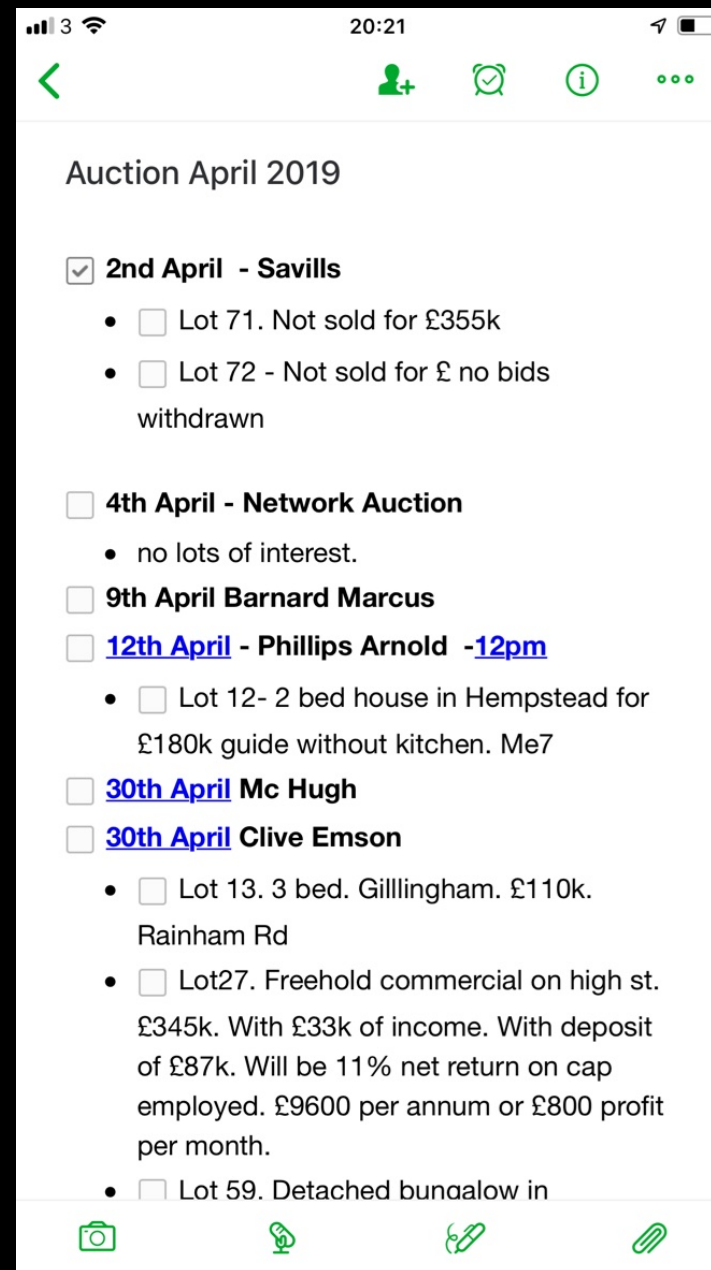 3 20:21
Auction April 2019
2nd April - Savills
Lot 71. Not sold for £355k
Lot 72 - Not sold for £ no bids
withdrawn
4th April - Network Auction
no lots of interest.
9th April Barnard Marcus
12th April - Phillips Arnold -12pm
Lot 12- 2 bed house in Hempstead for
£180k guide without kitchen. Me7
30th April Mc Hugh
30th April Clive Emson
Lot 13. 3 bed. Gilllingham. £110k.
Rainham Rd
Lot27. Freehold commercial on high st.
£345k. With £33k of income. With deposit
of £87k. Will be 11% net return on cap
employed. £9600 per annum or £800 profit
per month.
Lot 59. Detached bungalow in